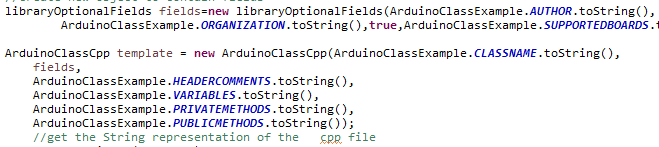 libraryOptionalFields fields=new libraryOptionalFields(ArduinoClassExample.AUTHOR.toString(),
ArduinoClassExample.ORGANIZATION.toString(),true,ArduinoClassExample.SUPPORTEDBOARDS.
ArduinoClassCpp template = new ArduinoClassCpp(ArduinoClassExample.CLASSNAME.toString(),
fields,
ArduinoClassExample.HEADERCOMMENTS.toString(),
ArduinoClassExample.VARIABLES.toString(),
ArduinoClassExample.PRIVATEMETHODS.toString(),
ArduinoClassExample.PUBLICMETHODS.toString());
//get the String representation of the cpp file